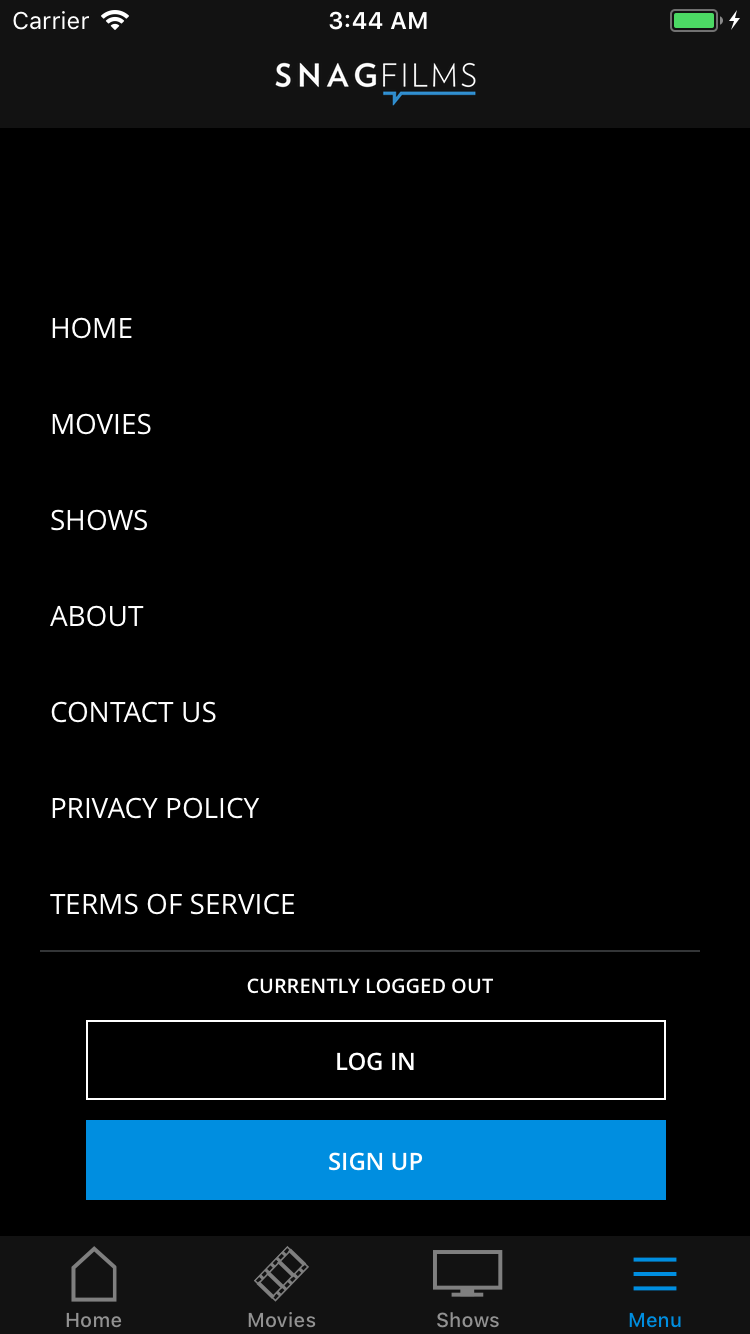 Carrier 3:44 AM
SNAGFILMS
HOME
MOVIES
SHOWS
ABOUT
CONTACT US
PRIVACY POLICY
TERMS OF SERVICE
CURRENTLY LOGGED OUT
LOG IN
SIGN UP
Home Movies Shows Menu